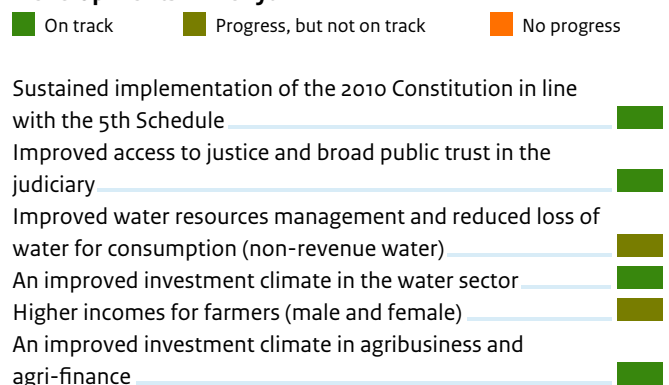 On track
Progress, but not on track
No progress
Sustained implementation of the 2010 Constitution in line
with the 5th Schedule
Improved access to justice and broad public trust in the
judiciary
Improved water resources management and reduced loss of
water for consumption (non-revenue water)
An improved investment climate in the water sector
Higher incomes for farmers (male and female)
An improved investment climate in agribusiness and
agri-finance